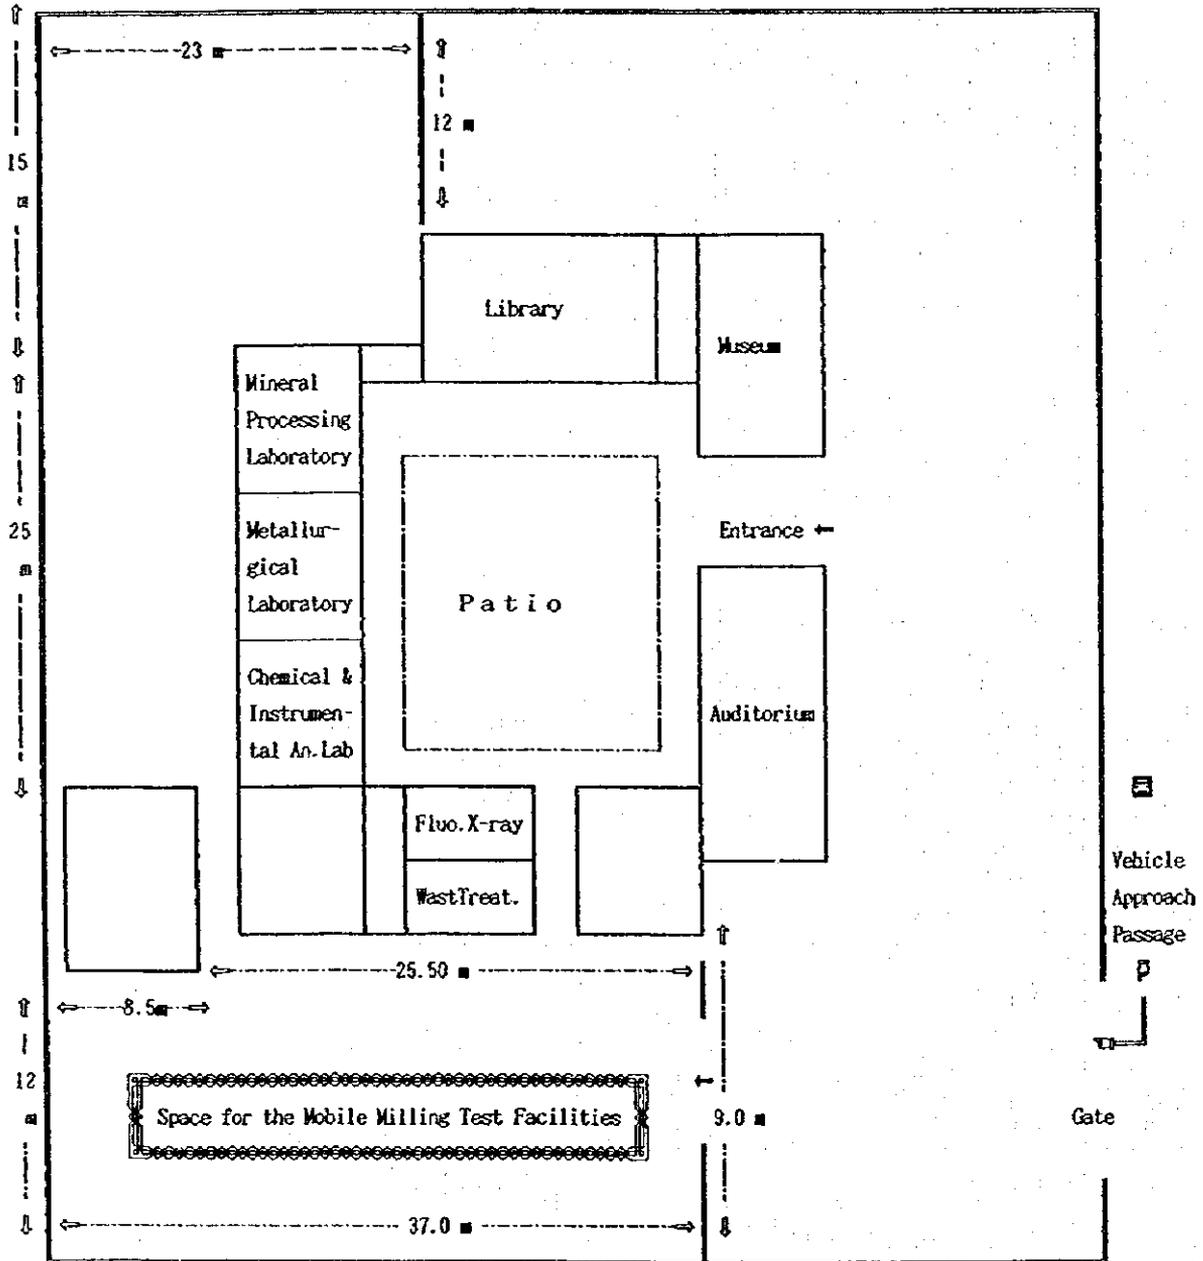 23 m
12 m
15
m
Library
Museum
Mineral
Processing
Laboratory
25
m
Metallur-
gical
Laboratory
Entrance
Patio
Chemical &
Instrumen-
tal An.Lab
Auditorium
Fluo.X-ray
WastTreat.
Vehicle
Approach
Passage
25.50 m
8.5m
12
m
Space for the Mobile Milling Test Facilities
9.0 m
Gate
37.0 m